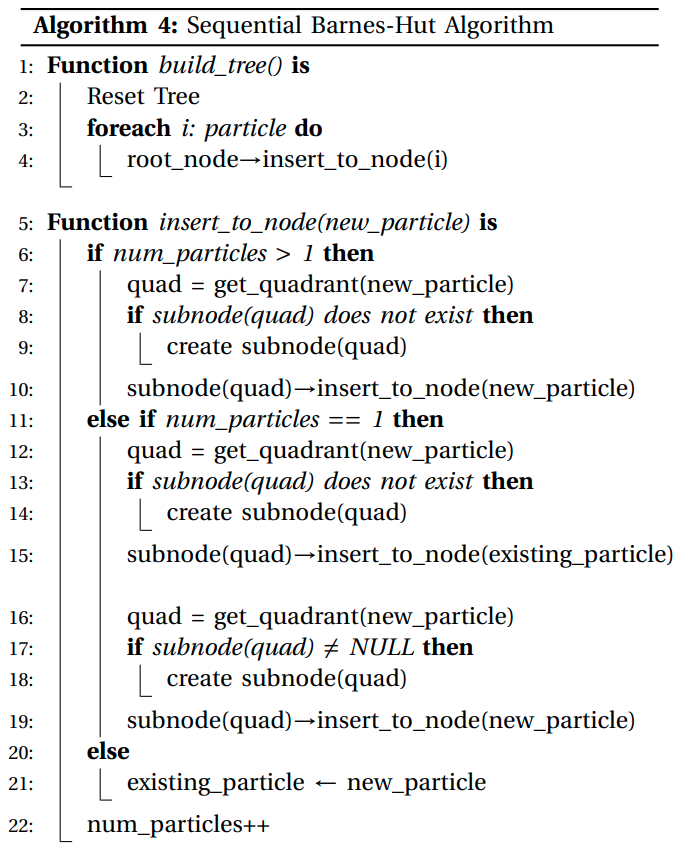 Algorithm 4: Sequential Barnes-Hut Algorithm
1: Function build_tree() is
2: Reset Tree
3: foreach i: particle do
4: root_node→insert_to_node(i)
5: Function insert_to_node(new_particle) is
6: if num_particles > 1 then
7: quad = get_quadrant(new_particle)
8: if subnode(quad) does not exist then
9: create subnode(quad)
10: subnode(quad)→insert_to_node(new_particle)
11: else if num_particles == 1 then
12: quad = get_quadrant(new_particle)
13: if subnode(quad) does not exist then
14: create subnode(quad)
15: subnode(quad)→insert_to_node(existing_particle)
16: quad = get_quadrant(new_particle)
17: if subnode(quad) ≠ NULL then
18: create subnode(quad)
19: subnode(quad)→insert_to_node(new_particle)
20: else
21: existing_particle ← new_particle
22: num_particles++